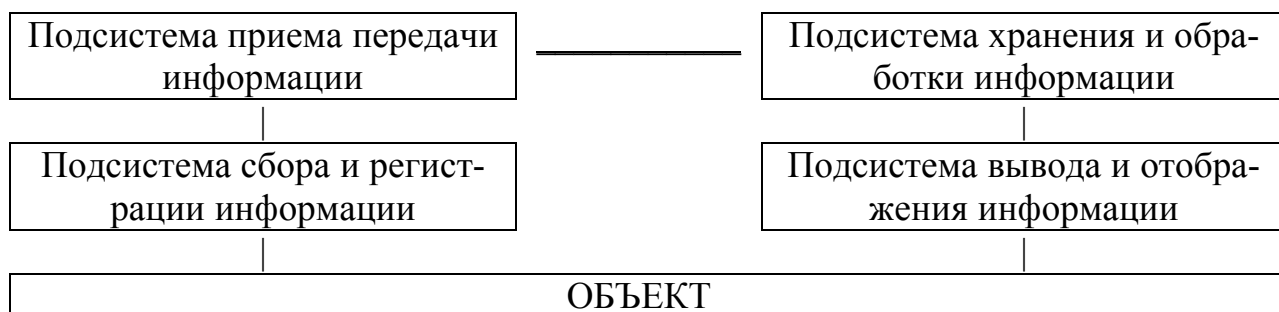 Подсистема приема передачи
информации
Подсистема хранения и обра-
ботки информации
Подсистема сбора и регист-
рации информации
Подсистема вывода и отобра-
жения информации
ОБЪЕКТ